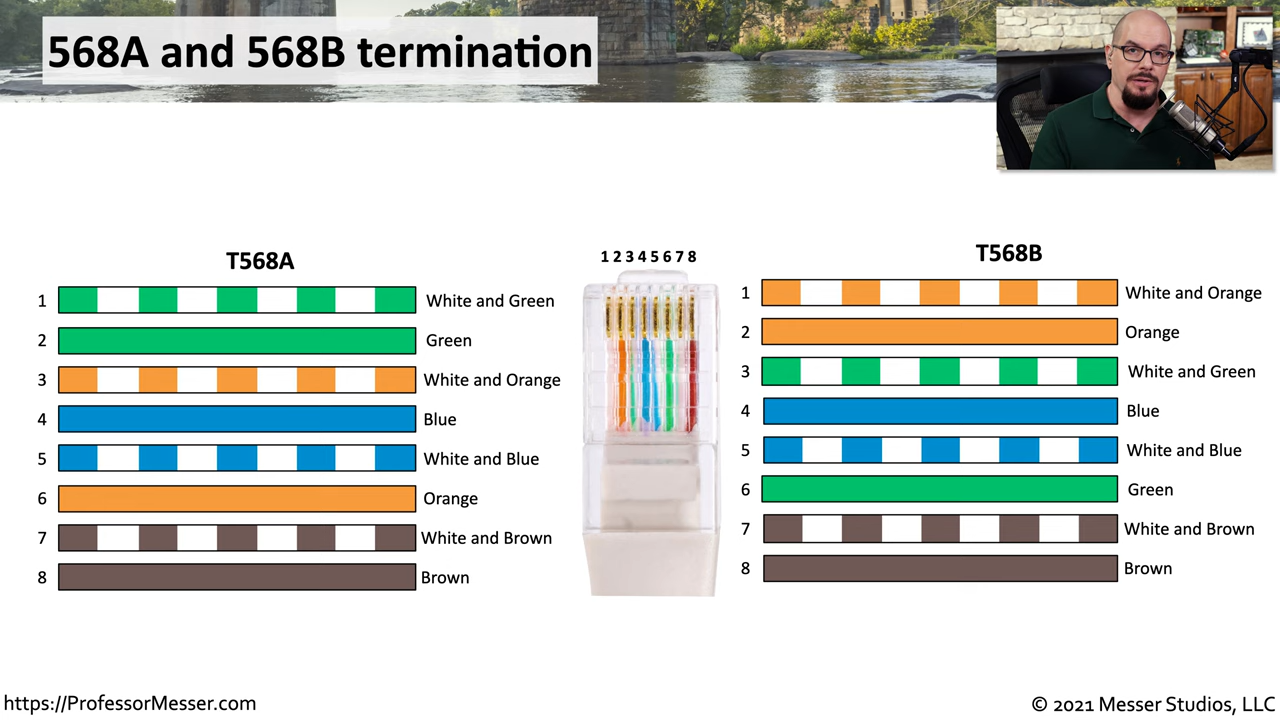 568A and 568B termination
T568A
1 White and Green
2 Green
3 White and Orange
4 Blue
5 White and Blue
6 Orange
7 White and Brown
8 Brown
1 2 3 4 5 6 7 8
T568B
1 White and Orange
2 Orange
3 White and Green
4 Blue
5 White and Blue
6 Green
7 White and Brown
8 Brown
https://ProfessorMesser.com
© 2021 Messer Studios, LLC